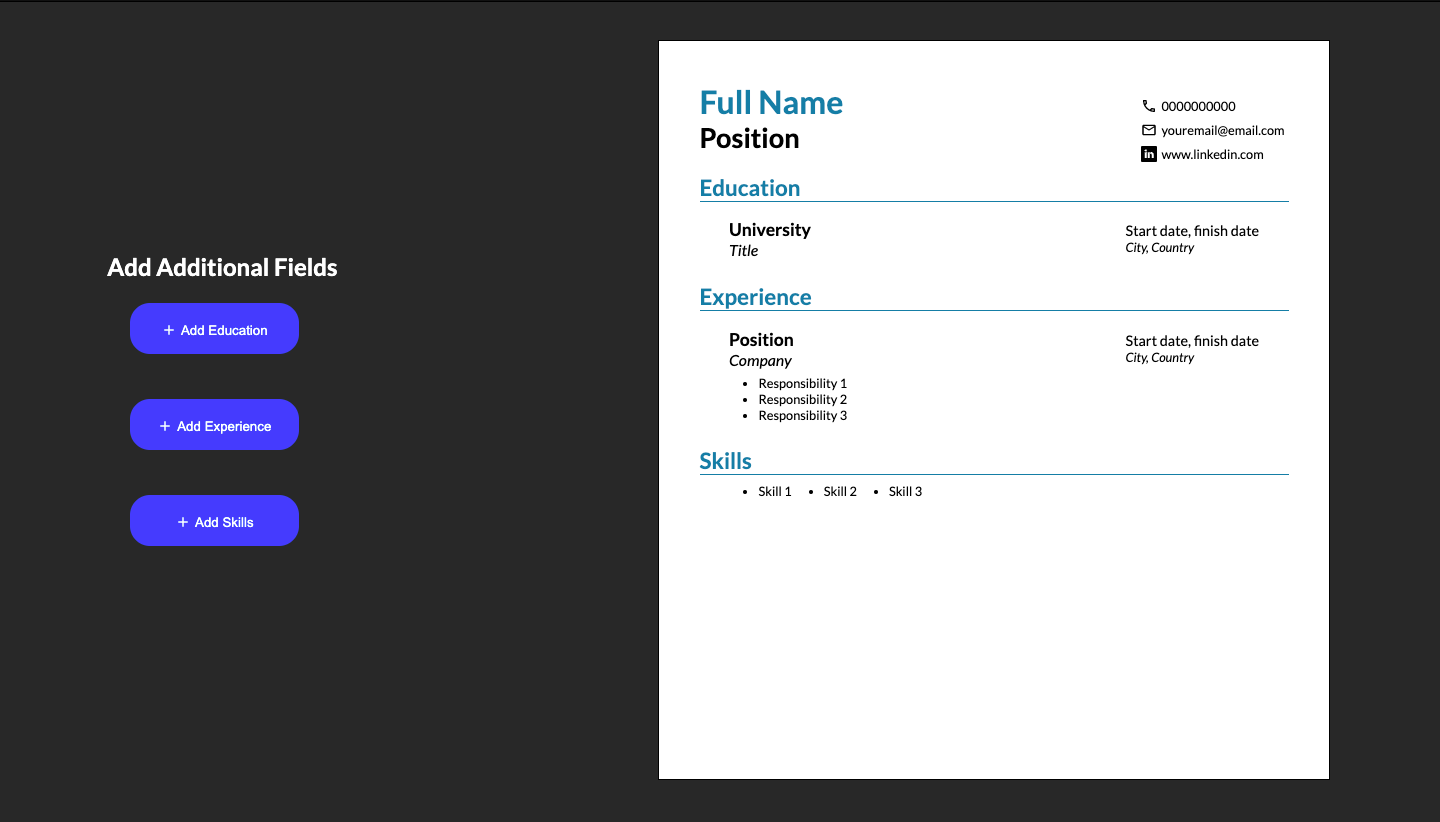 Add Additional Fields
+ Add Education
+ Add Experience
+ Add Skills
Full Name
Position
0000000000
youremail@email.com
in www.linkedin.com
Education
University
Title
Start date, finish date
City, Country
Experience
Position
Company
Start date, finish date
City, Country
• Responsibility 1
• Responsibility 2
• Responsibility 3
Skills
• Skill 1 • Skill 2 • Skill 3